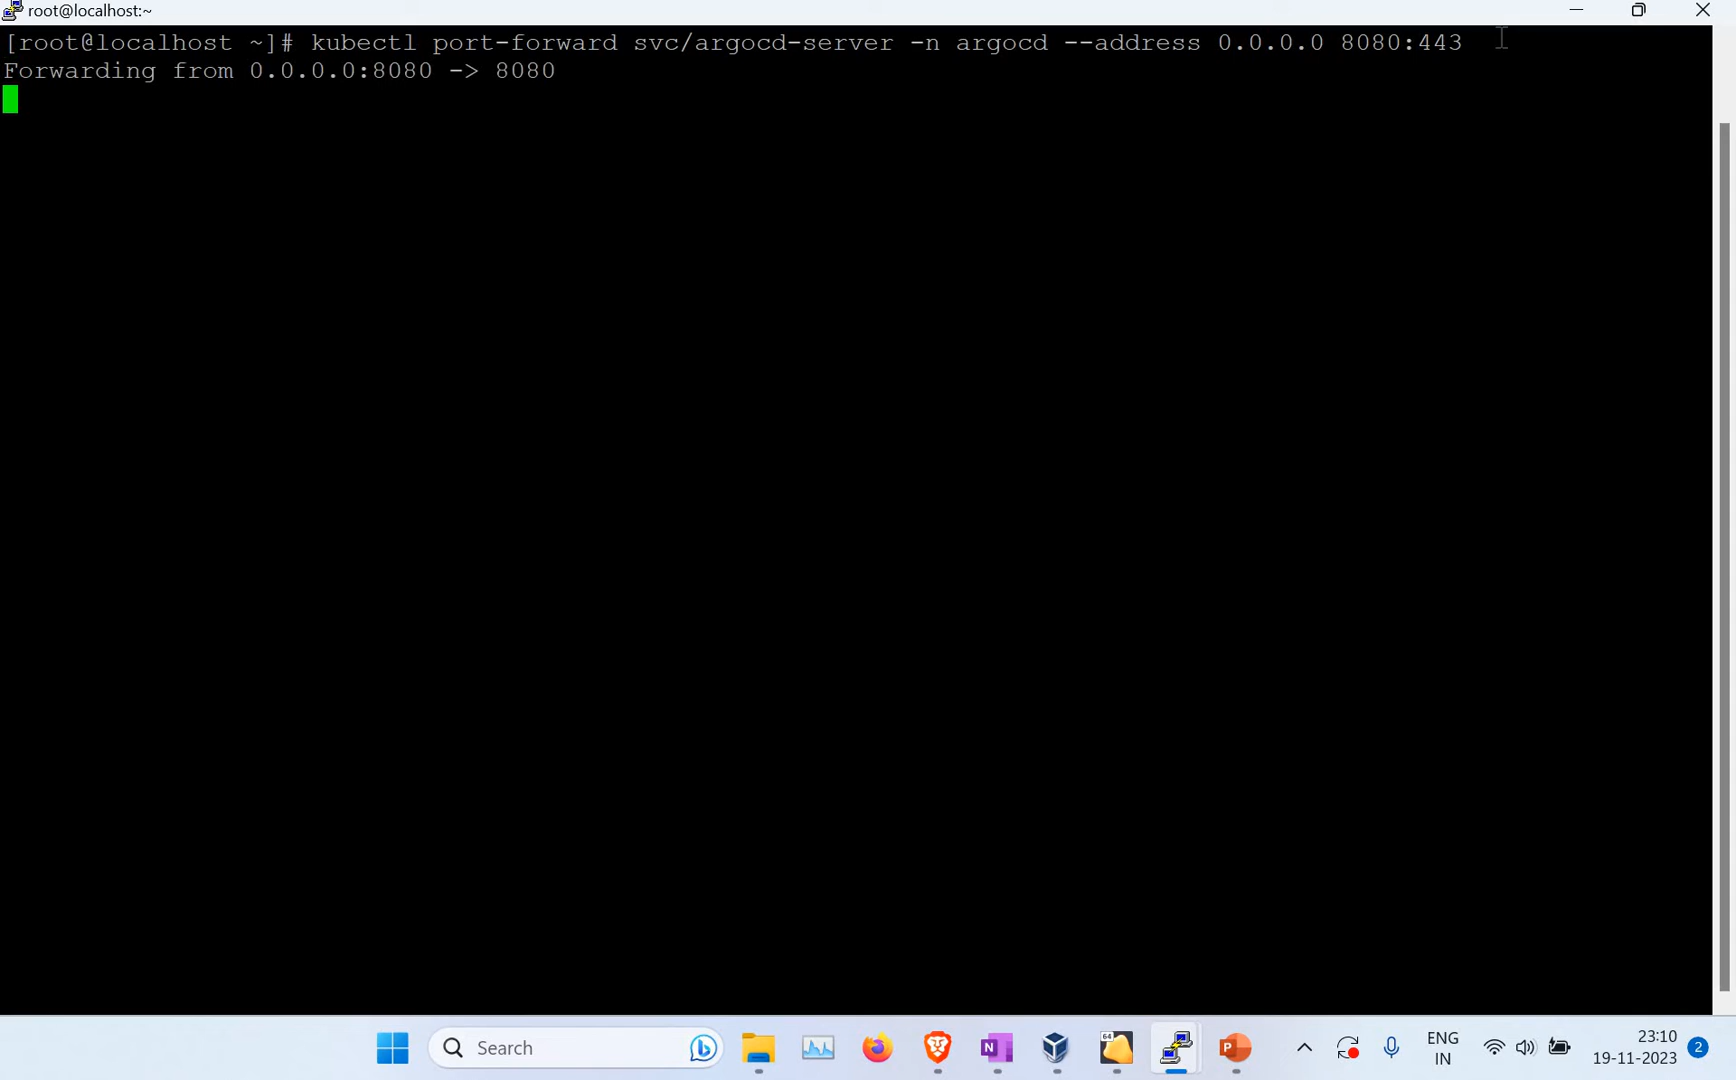 root@localhost:~
[root@localhost ~]# kubectl port-forward svc/argocd-server -n argocd --address 0.0.0.0 8080:443
Forwarding from 0.0.0.0:8080 -> 8080
Search
N
64
P
ENG
IN
23:10
19-11-2023
2